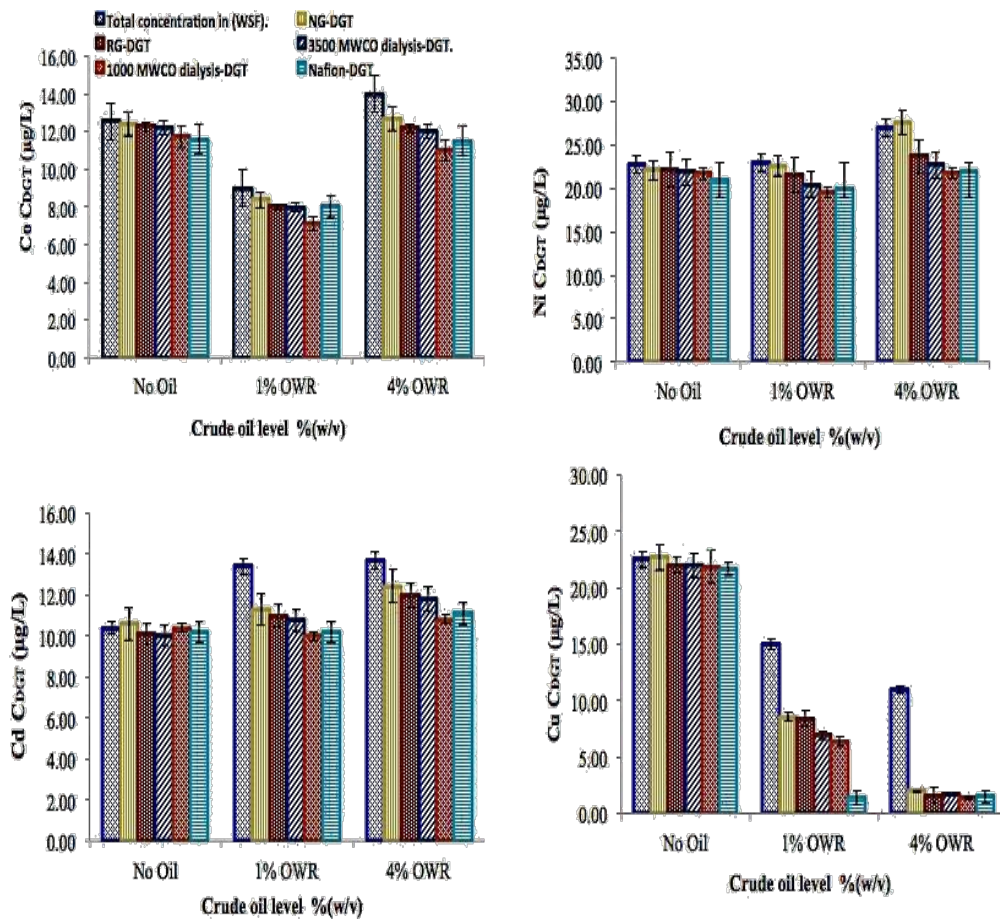 Total concentration in (WSF). NG-DGT
RG-DGT 3500 MWCO dialysis-DGT.
1000 MWCO dialysis-DGT Nafion-DGT
Co CDGT (µg/L)
16.00
14.00
12.00
10.00
8.00
6.00
4.00
2.00
0.00
No Oil 1% OWR 4% OWR
Crude oil level %(w/v)
Ni CDGT (µg/L)
35.00
30.00
25.00
20.00
15.00
10.00
5.00
0.00
No Oil 1% OWR 4% OWR
Crude oil level %(w/v)
Cd CDGT (µg/L)
16.00
14.00
12.00
10.00
8.00
6.00
4.00
2.00
0.00
No Oil 1% OWR 4% OWR
Crude oil level %(w/v)
Cu CDGT (µg/L)
30.00
25.00
20.00
15.00
10.00
5.00
0.00
No Oil 1% OWR 4% OWR
Crude oil level %(w/v)